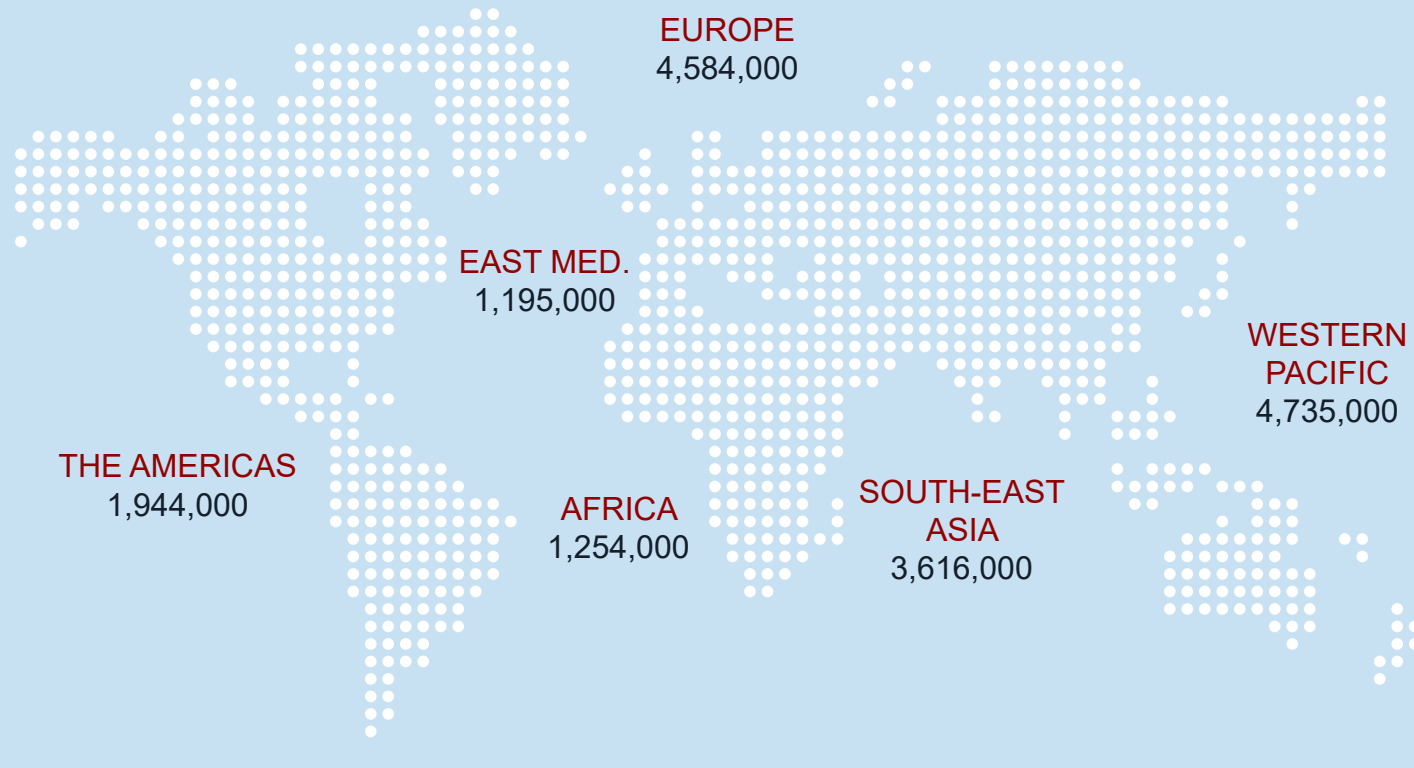 EUROPE
4,584,000
EAST MED.
1,195,000
WESTERN
PACIFIC
4,735,000
THE AMERICAS
1,944,000
AFRICA
1,254,000
SOUTH-EAST
ASIA
3,616,000